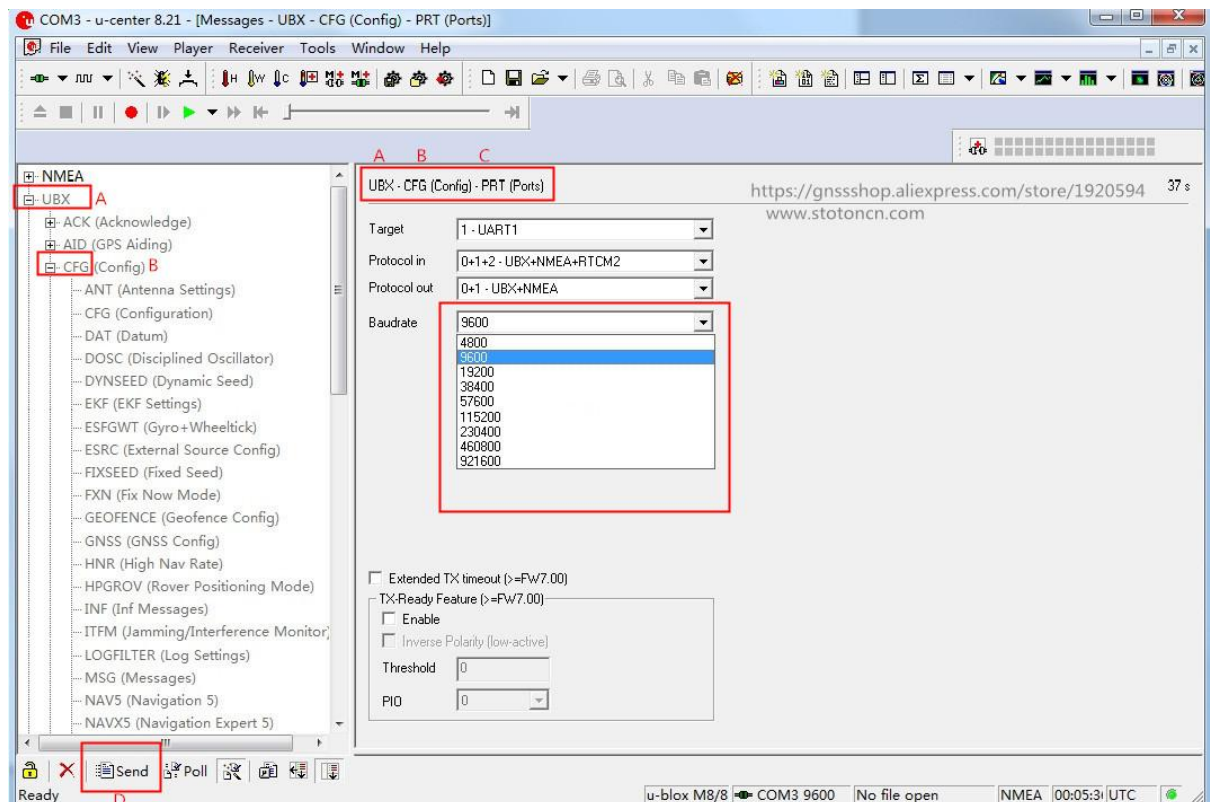 COM3 - u-center 8.21 - [Messages - UBX - CFG (Config) - PRT (Ports)]
File Edit View Player Receiver Tools Window Help
A B C
NMEA
UBX A
ACK (Acknowledge)
AID (GPS Aiding)
CFG (Config) B
ANT (Antenna Settings)
CFG (Configuration)
DAT (Datum)
DOSC (Disciplined Oscillator)
DYNSEED (Dynamic Seed)
EKF (EKF Settings)
ESFGWT (Gyro+Wheeltick)
ESRC (External Source Config)
FIXSEED (Fixed Seed)
FXN (Fix Now Mode)
GEOFENCE (Geofence Config)
GNSS (GNSS Config)
HNR (High Nav Rate)
HPGROV (Rover Positioning Mode)
INF (Inf Messages)
ITFM (Jamming/Interference Monitor)
LOGFILTER (Log Settings)
MSG (Messages)
NAV5 (Navigation 5)
NAVX5 (Navigation Expert 5)
UBX - CFG (Config) - PRT (Ports)
https://gnssshop.aliexpress.com/store/1920594
37 s
www.stotoncn.com
Target 1 - UART1
Protocol in 0+1+2 - UBX+NMEA+RTCM2
Protocol out 0+1 - UBX+NMEA
Baudrate 9600
4800
9600
19200
38400
57600
115200
230400
460800
921600
Extended TX timeout (>=FW7.00)
TX-Ready Feature (>=FW7.00)
Enable
Inverse Polarity (low-active)
Threshold 0
PIO 0
Send Poll
D
Ready
u-blox M8/8 COM3 9600 No file open NMEA 00:05:3 UTC